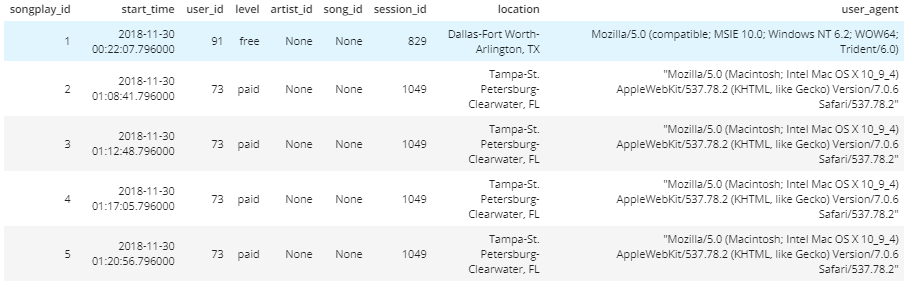 songplay_id start_time user_id level artist_id song_id session_id location user_agent
1 2018-11-30 00:22:07.796000 91 free None None 829 Dallas-Fort Worth-Arlington, TX Mozilla/5.0 (compatible; MSIE 10.0; Windows NT 6.2; WOW64; Trident/6.0)
2 2018-11-30 01:08:41.796000 73 paid None None 1049 Tampa-St. Petersburg-Clearwater, FL "Mozilla/5.0 (Macintosh; Intel Mac OS X 10_9_4) AppleWebKit/537.78.2 (KHTML, like Gecko) Version/7.0.6 Safari/537.78.2"
3 2018-11-30 01:12:48.796000 73 paid None None 1049 Tampa-St. Petersburg-Clearwater, FL "Mozilla/5.0 (Macintosh; Intel Mac OS X 10_9_4) AppleWebKit/537.78.2 (KHTML, like Gecko) Version/7.0.6 Safari/537.78.2"
4 2018-11-30 01:17:05.796000 73 paid None None 1049 Tampa-St. Petersburg-Clearwater, FL "Mozilla/5.0 (Macintosh; Intel Mac OS X 10_9_4) AppleWebKit/537.78.2 (KHTML, like Gecko) Version/7.0.6 Safari/537.78.2"
5 2018-11-30 01:20:56.796000 73 paid None None 1049 Tampa-St. Petersburg-Clearwater, FL "Mozilla/5.0 (Macintosh; Intel Mac OS X 10_9_4) AppleWebKit/537.78.2 (KHTML, like Gecko) Version/7.0.6 Safari/537.78.2"